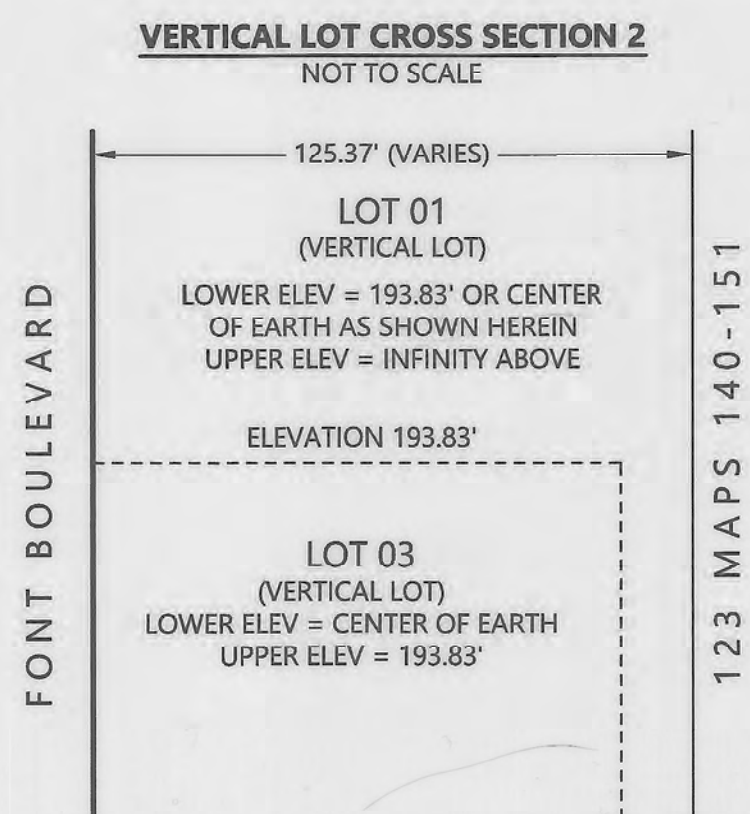 VERTICAL LOT CROSS SECTION 2
NOT TO SCALE
125.37' (VARIES)
LOT 01
(VERTICAL LOT)
LOWER ELEV = 193.83' OR CENTER
OF EARTH AS SHOWN HEREIN
UPPER ELEV = INFINITY ABOVE
ELEVATION 193.83'
LOT 03
(VERTICAL LOT)
LOWER ELEV = CENTER OF EARTH
UPPER ELEV = 193.83'
FONT BOULEVARD
123 MAPS 140-151